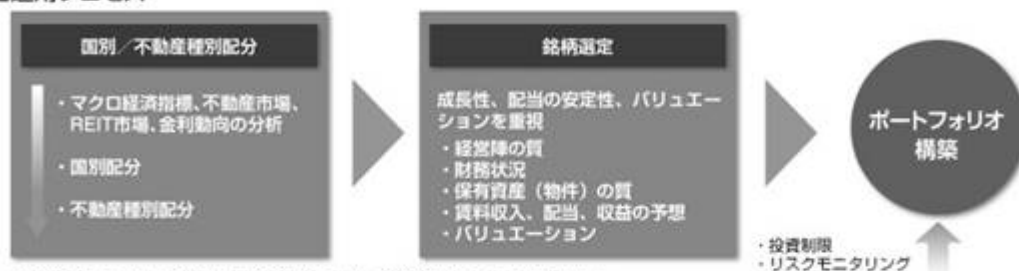 国別／不動産種別配分
・マクロ経済指標、不動産市場、
REIT市場、金利動向の分析
・国別配分
・不動産種別配分
銘柄選定
成長性、配当の安定性、バリュエー
ションを重視
・経営陣の質
・財務状況
・保有資産（物件）の質
・賃料収入、配当、収益の予想
・バリュエーション
ポートフォリオ
構築
・投資制限
・リスクモニタリング